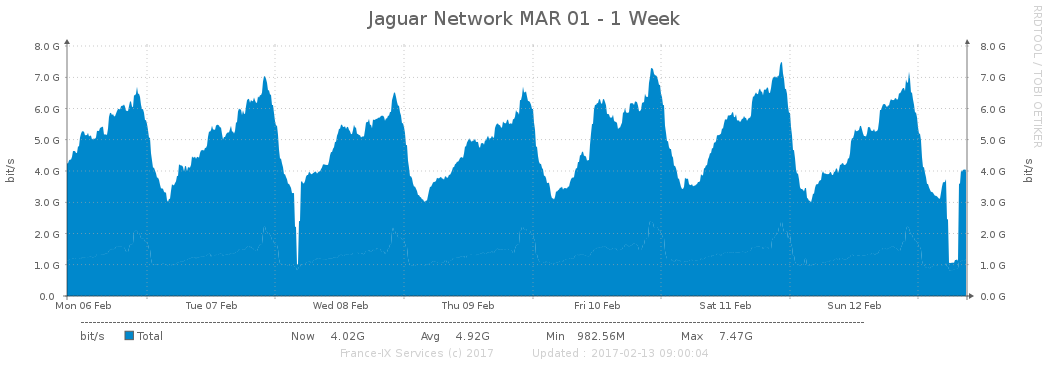 Jaguar Network MAR 01 - 1 Week
RRDTOOL / TOBI OETIKER
bit/s
bit/s
8.0 G 8.0 G
7.0 G 7.0 G
6.0 G 6.0 G
5.0 G 5.0 G
4.0 G 4.0 G
3.0 G 3.0 G
2.0 G 2.0 G
1.0 G 1.0 G
0.0 0.0 G
Mon 06 Feb Tue 07 Feb Wed 08 Feb Thu 09 Feb Fri 10 Feb Sat 11 Feb Sun 12 Feb
bit/s Total Now 4.02G Avg 4.92G Min 982.56M Max 7.47G
France-IX Services (c) 2017 Updated : 2017-02-13 09:00:04